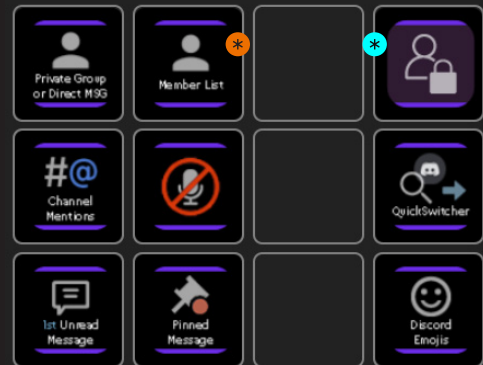 Private Group
or Direct MSG
Member List
*
*
#@
Channel
Mentions
QuickSwitcher
1st Unread
Message
Pinned
Message
Discord
Emojis